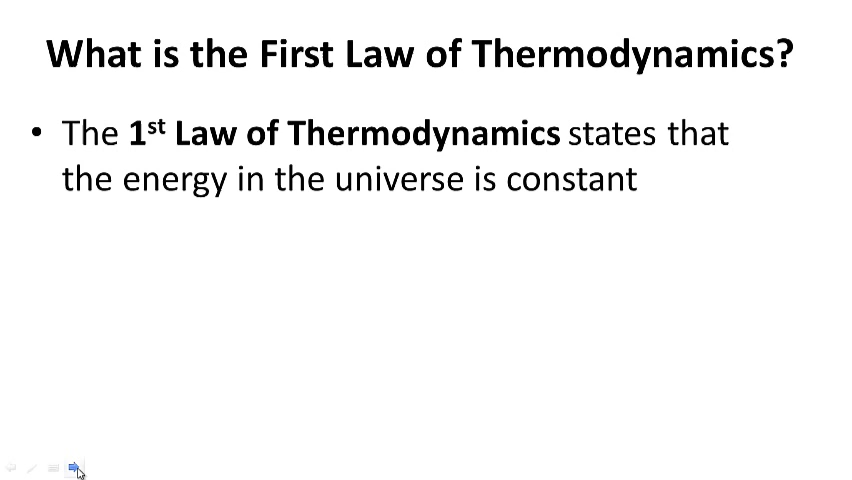 What is the First Law of Thermodynamics?
• The 1st Law of Thermodynamics states that
the energy in the universe is constant